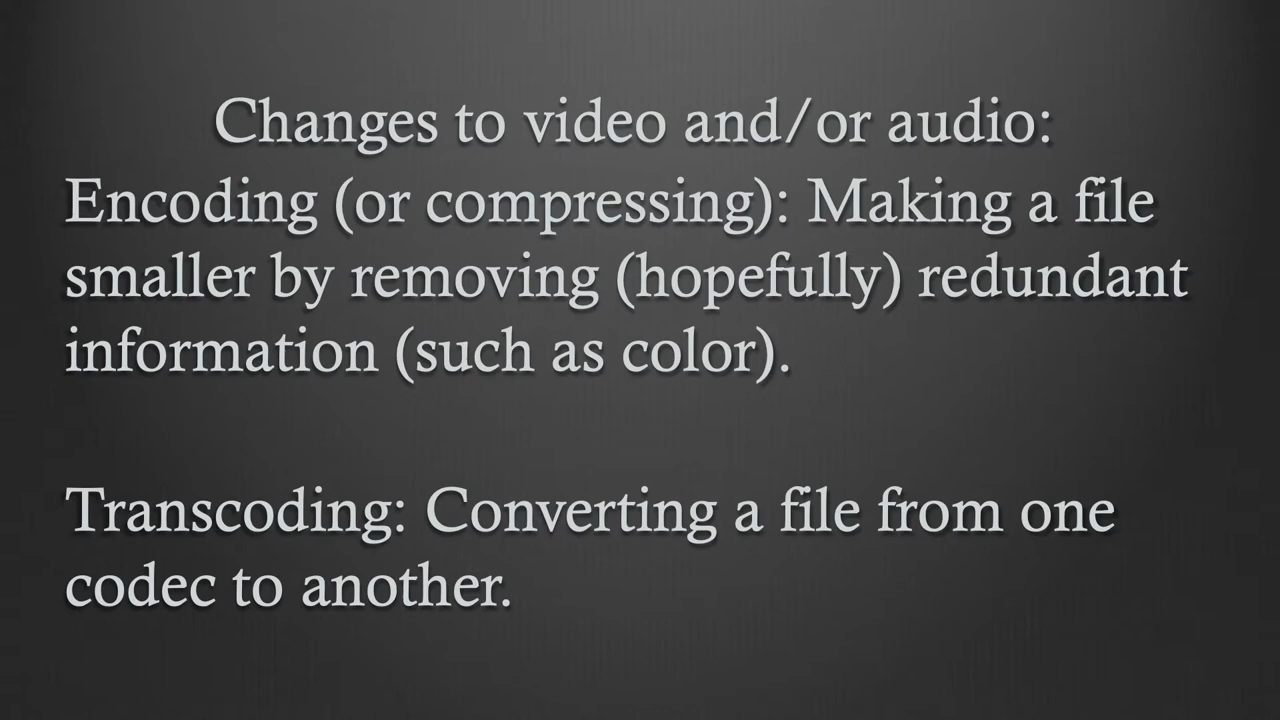 Changes to video and/or audio:
Encoding (or compressing): Making a file
smaller by removing (hopefully) redundant
information (such as color).
Transcoding: Converting a file from one
codec to another.